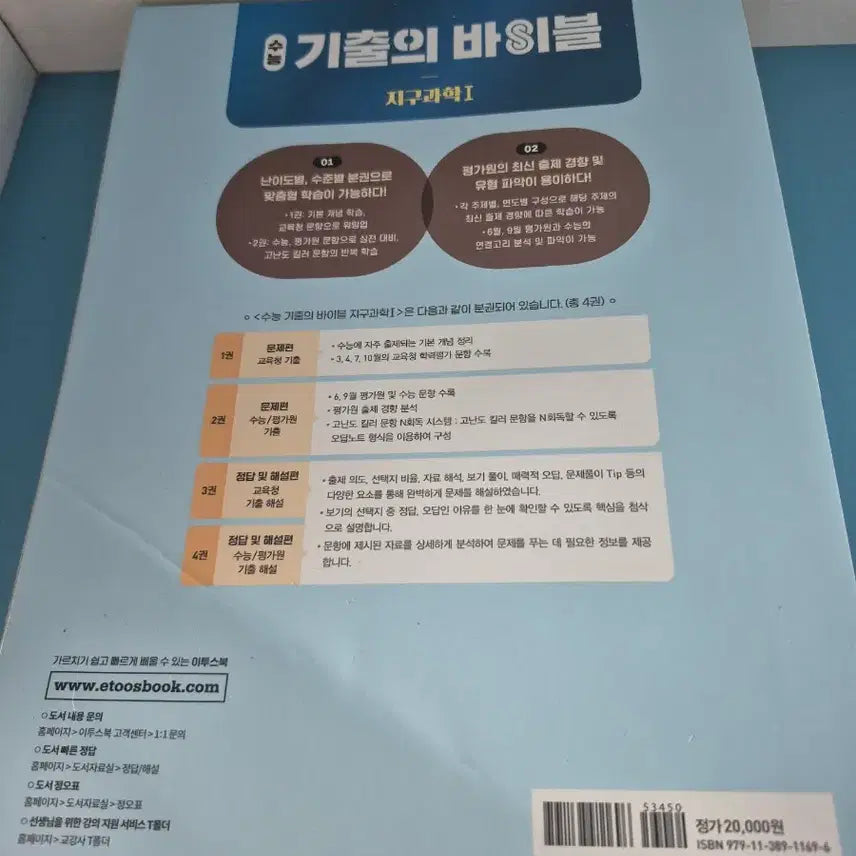 수능 기출의 바이블
지구과학 I
01
난이도별, 수준별 분권으로
맞춤형 학습이 가능하다!
• 1권: 기본 개념 학습,
교육청 문항으로 워밍업
• 2권: 수능, 평가원 문항으로 실전 대비,
고난도 킬러 문항의 반복 학습
02
평가원의 최신 출제 경향 및
유형 파악이 용이하다!
• 각 주제별, 연도별 구성으로 해당 주제의
최신 출제 경향에 따른 학습이 가능
• 6월, 9월 평가원과 수능의
연결고리 분석 및 파악이 가능
<수능 기출의 바이블 지구과학 I>은 다음과 같이 분권되어 있습니다. (총 4권)
1권
문제편
교육청 기출
• 수능에 자주 출제되는 기본 개념 정리
• 3, 4, 7, 10월의 교육청 학력평가 문항 수록
2권
문제편
수능/평가원
기출
• 6, 9월 평가원 및 수능 문항 수록
• 평가원 출제 경향 분석
• 고난도 킬러 문항 N회독 시스템 : 고난도 킬러 문항을 N회독할 수 있도록
오답노트 형식을 이용하여 구성
3권
정답 및 해설편
교육청
기출 해설
4권
정답 및 해설편
수능/평가원
기출 해설
• 출제 의도, 선택지 비율, 자료 해석, 보기 풀이, 매력적 오답, 문제풀이 Tip 등의
다양한 요소를 통해 완벽하게 문제를 해설하였습니다.
• 보기의 선택지 중 정답, 오답인 이유를 한 눈에 확인할 수 있도록 핵심을 첨삭
으로 설명합니다.
• 문항에 제시된 자료를 상세하게 분석하여 문제를 푸는 데 필요한 정보를 제공
합니다.
가르치기 쉽고 빠르게 배울 수 있는 이투스북
www.etoosbook.com
○ 도서 내용 문의
홈페이지 > 이투스북 고객센터 > 1:1 문의
○ 도서 빠른 정답
홈페이지 > 도서자료실 > 정답/해설
○ 도서 정오표
홈페이지 > 도서자료실 > 정오표
○ 선생님을 위한 강의 지원 서비스 T폴더
홈페이지 > 교강사 T폴더
53450
정가 20,000원
ISBN 979-11-389-1169-6